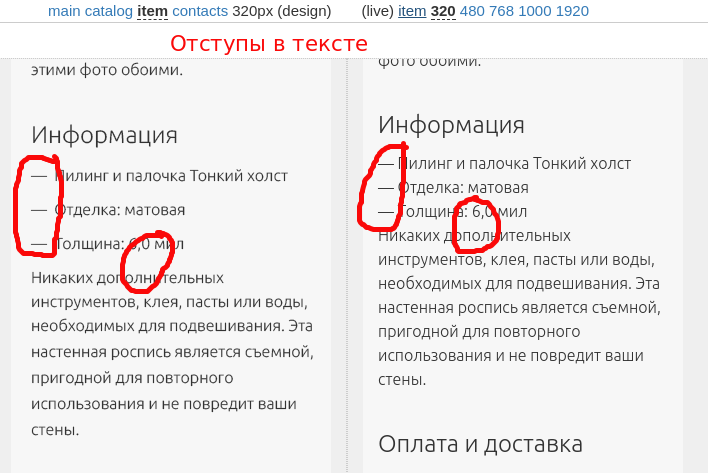 main catalog item contacts 320px (design) (live) item 320 480 768 1000 1920
Отступы в тексте
этими фото обоими.
Информация
— Пилинг и палочка Тонкий холст
— Отделка: матовая
— Толщина: 6,0 мил
Никаких дополнительных
инструментов, клея, пасты или воды,
необходимых для подвешивания. Эта
настенная роспись является съемной,
пригодной для повторного
использования и не повредит ваши
стены.
фото обоими.
Информация
— Пилинг и палочка Тонкий холст
— Отделка: матовая
— Толщина: 6,0 мил
Никаких дополнительных
инструментов, клея, пасты или воды,
необходимых для подвешивания. Эта
настенная роспись является съемной,
пригодной для повторного
использования и не повредит ваши
стены.
Оплата и доставка